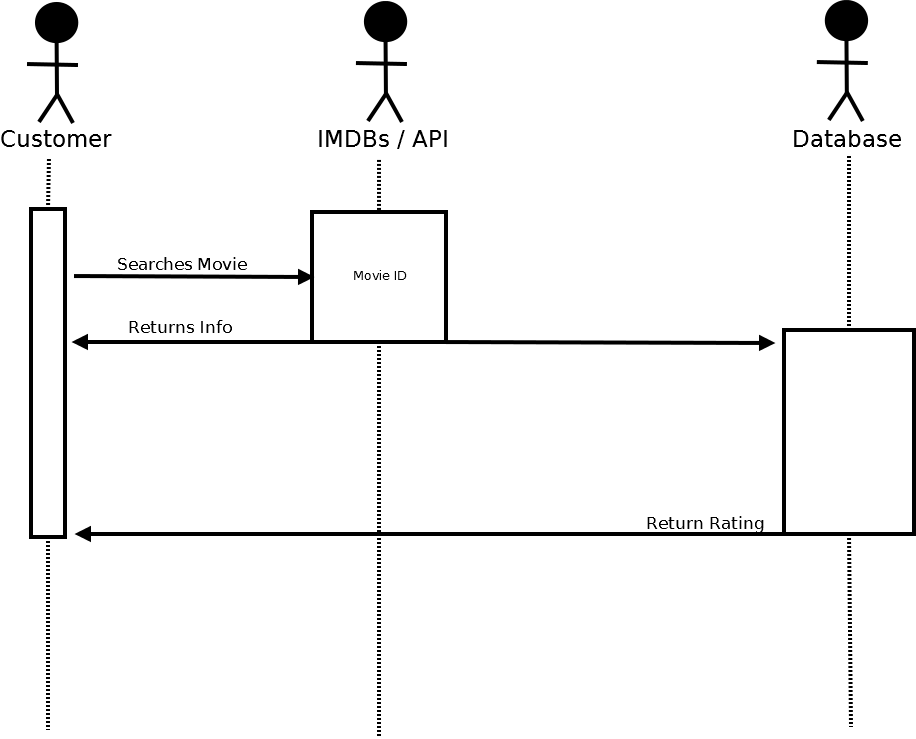 Customer
IMDBs / API
Database
Searches Movie
Movie ID
Returns Info
Return Rating